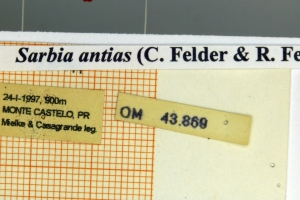 Sarbia antias (C. Felder & R. Fe
24-I-1997, 900m
MONTE CASTELO, PR
Mielke & Casagrande leg.
OM 43.869